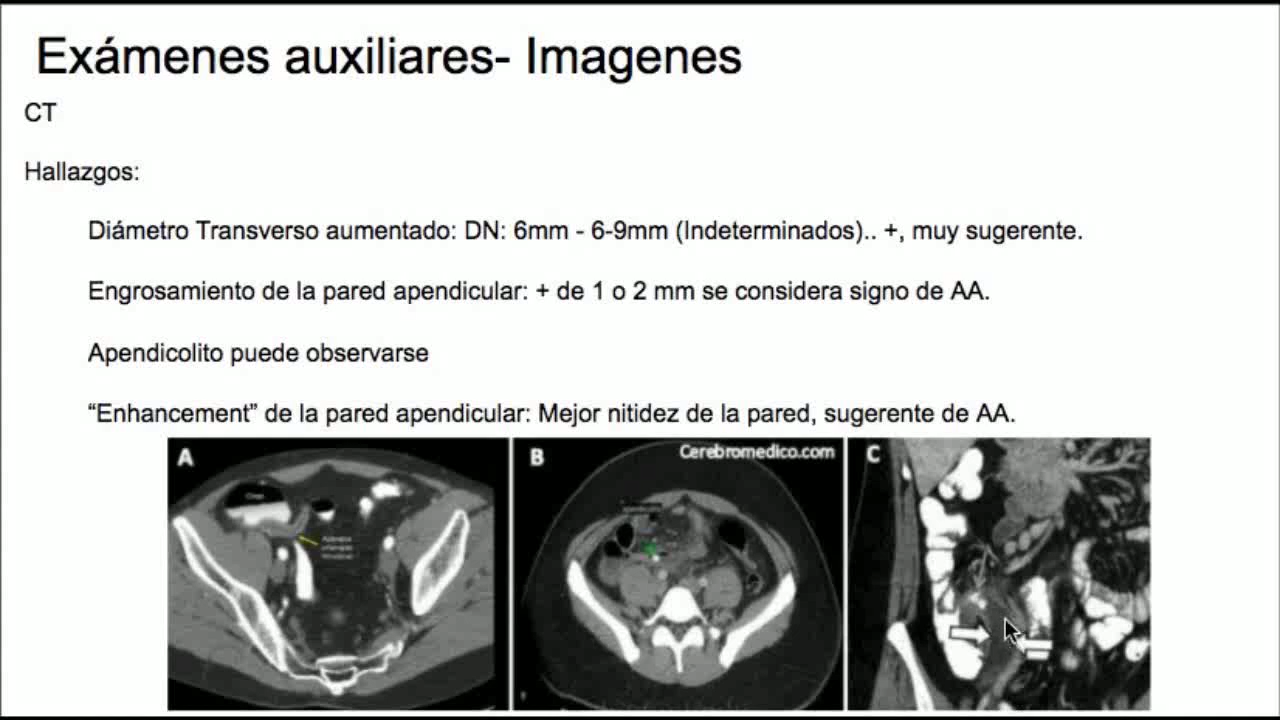 Exámenes auxiliares- Imagenes
CT
Hallazgos:
Diámetro Transverso aumentado: DN: 6mm - 6-9mm (Indeterminados).. +, muy sugerente.
Engrosamiento de la pared apendicular: + de 1 o 2 mm se considera signo de AA.
Apendicolito puede observarse
“Enhancement” de la pared apendicular: Mejor nitidez de la pared, sugerente de AA.
A
B
Cerebromedico.com
C